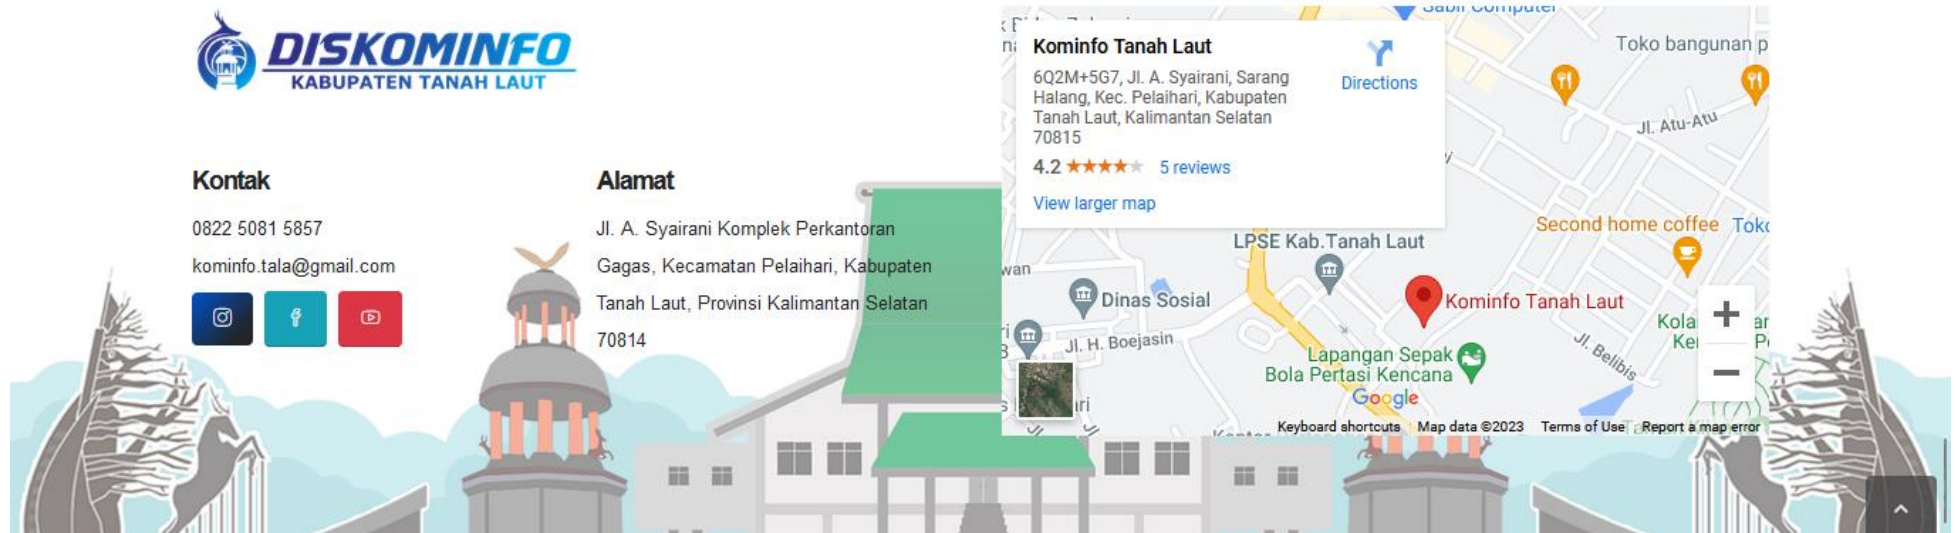 DISKOMINFO
KABUPATEN TANAH LAUT
Kontak
0822 5081 5857
kominfo.tala@gmail.com
Alamat
Jl. A. Syairani Komplek Perkantoran
Gagas, Kecamatan Pelaihari, Kabupaten
Tanah Laut, Provinsi Kalimantan Selatan
70814
Sabil Computer
Kominfo Tanah Laut
6Q2M+5G7, Jl. A. Syairani, Sarang
Halang, Kec. Pelaihari, Kabupaten
Tanah Laut, Kalimantan Selatan
70815
4.2
5 reviews
View larger map
Directions
Toko bangunan p
Jl. Atu-Atu
Second home coffee
Toko
LPSE Kab.Tanah Laut
wan
Dinas Sosial
Kominfo Tanah Laut
Jl. H. Boejasin
Jl. Belibis
Lapangan Sepak
Bola Pertasi Kencana
Google
Keyboard shortcuts
Map data ©2023
Terms of Use
Report a map error